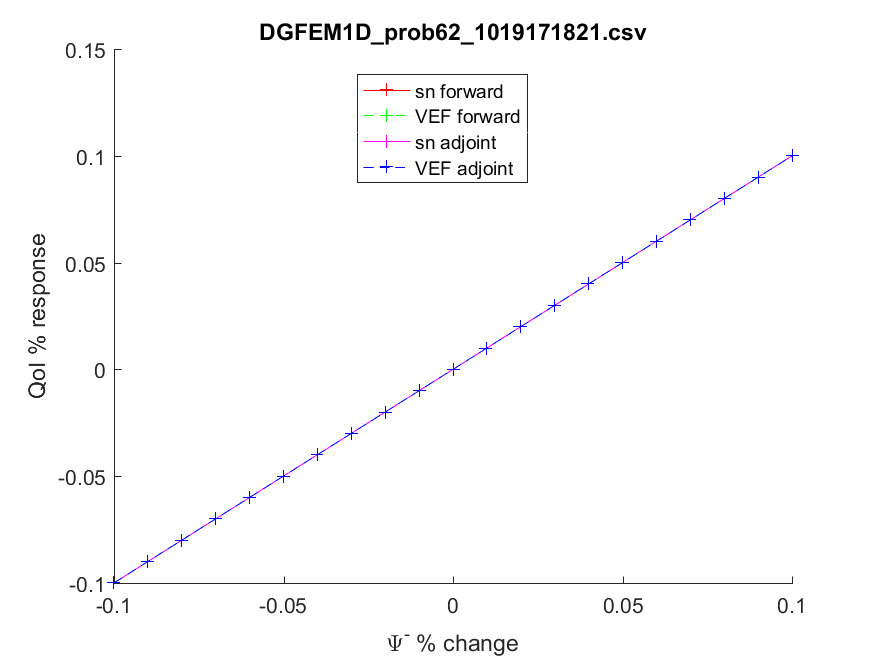 DGFEM1D_prob62_1019171821.csv
sn forward
VEF forward
sn adjoint
VEF adjoint
QoI % response
0.15
0.1
0.05
0
-0.05
-0.1
-0.1
-0.05
0
0.05
0.1
Ψ⁻ % change